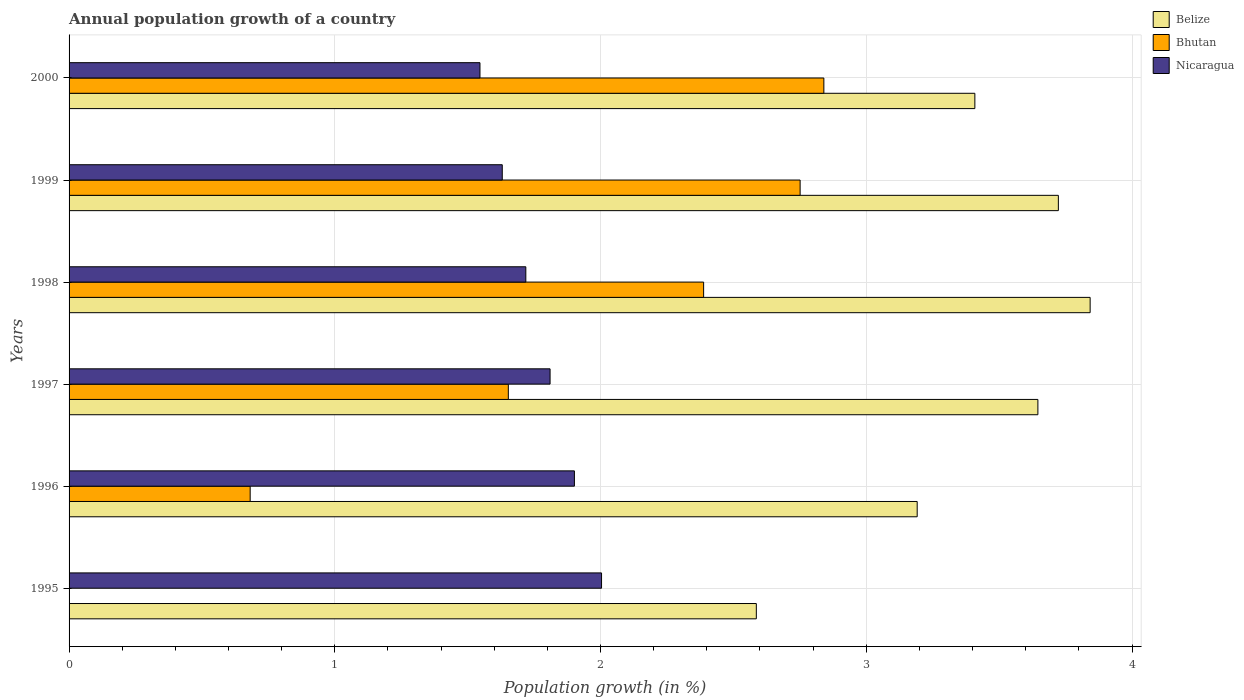 Annual population growth of a country
Belize
Bhutan
Nicaragua
2000
1999
1998
1997
1996
1995
Years
0
1
2
3
4
Population growth (in %)